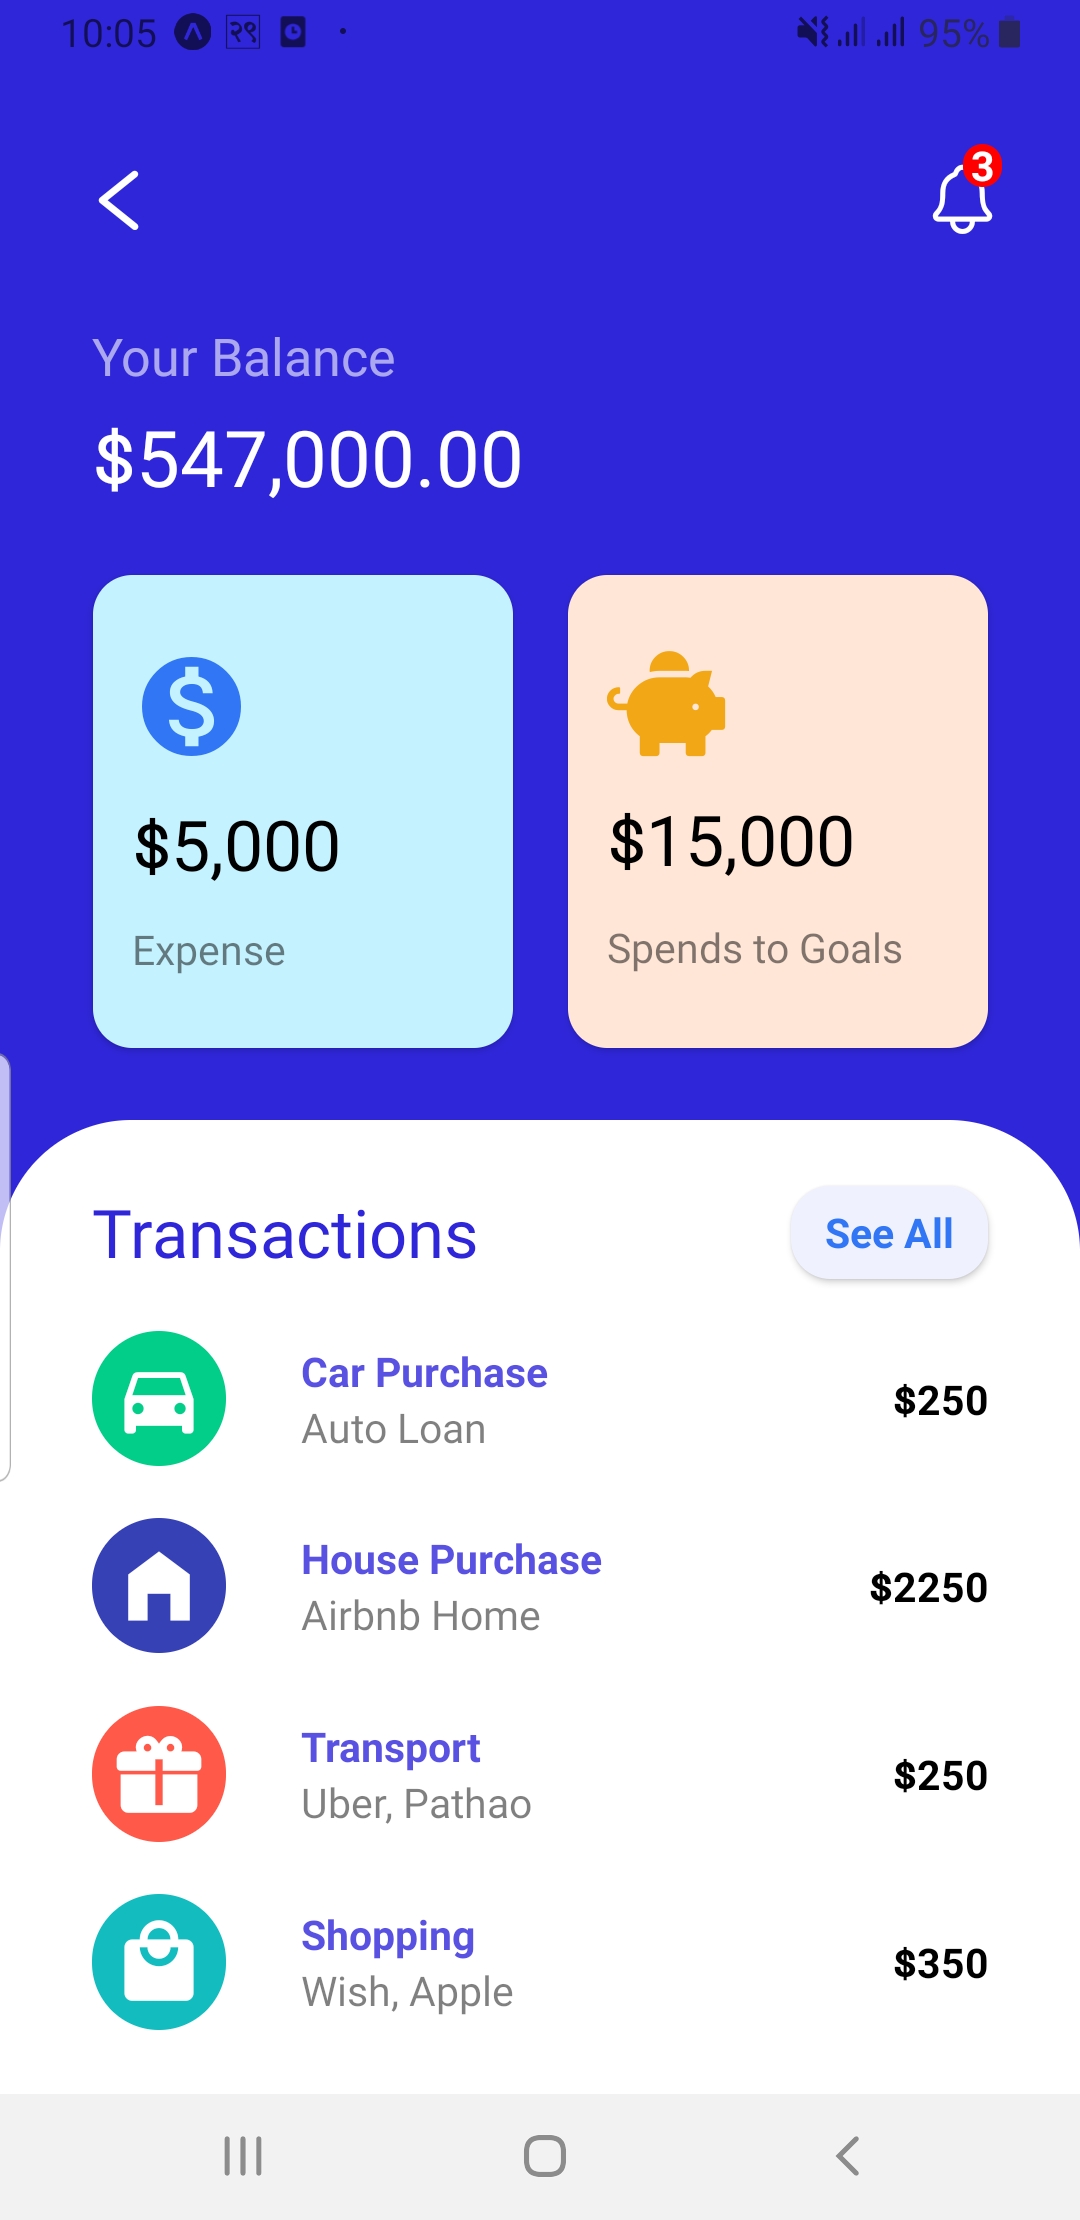 10:05 २९ 95%
3
Your Balance
$547,000.00
$5,000
Expense
$15,000
Spends to Goals
Transactions
See All
Car Purchase
Auto Loan
$250
House Purchase
Airbnb Home
$2250
Transport
Uber, Pathao
$250
Shopping
Wish, Apple
$350